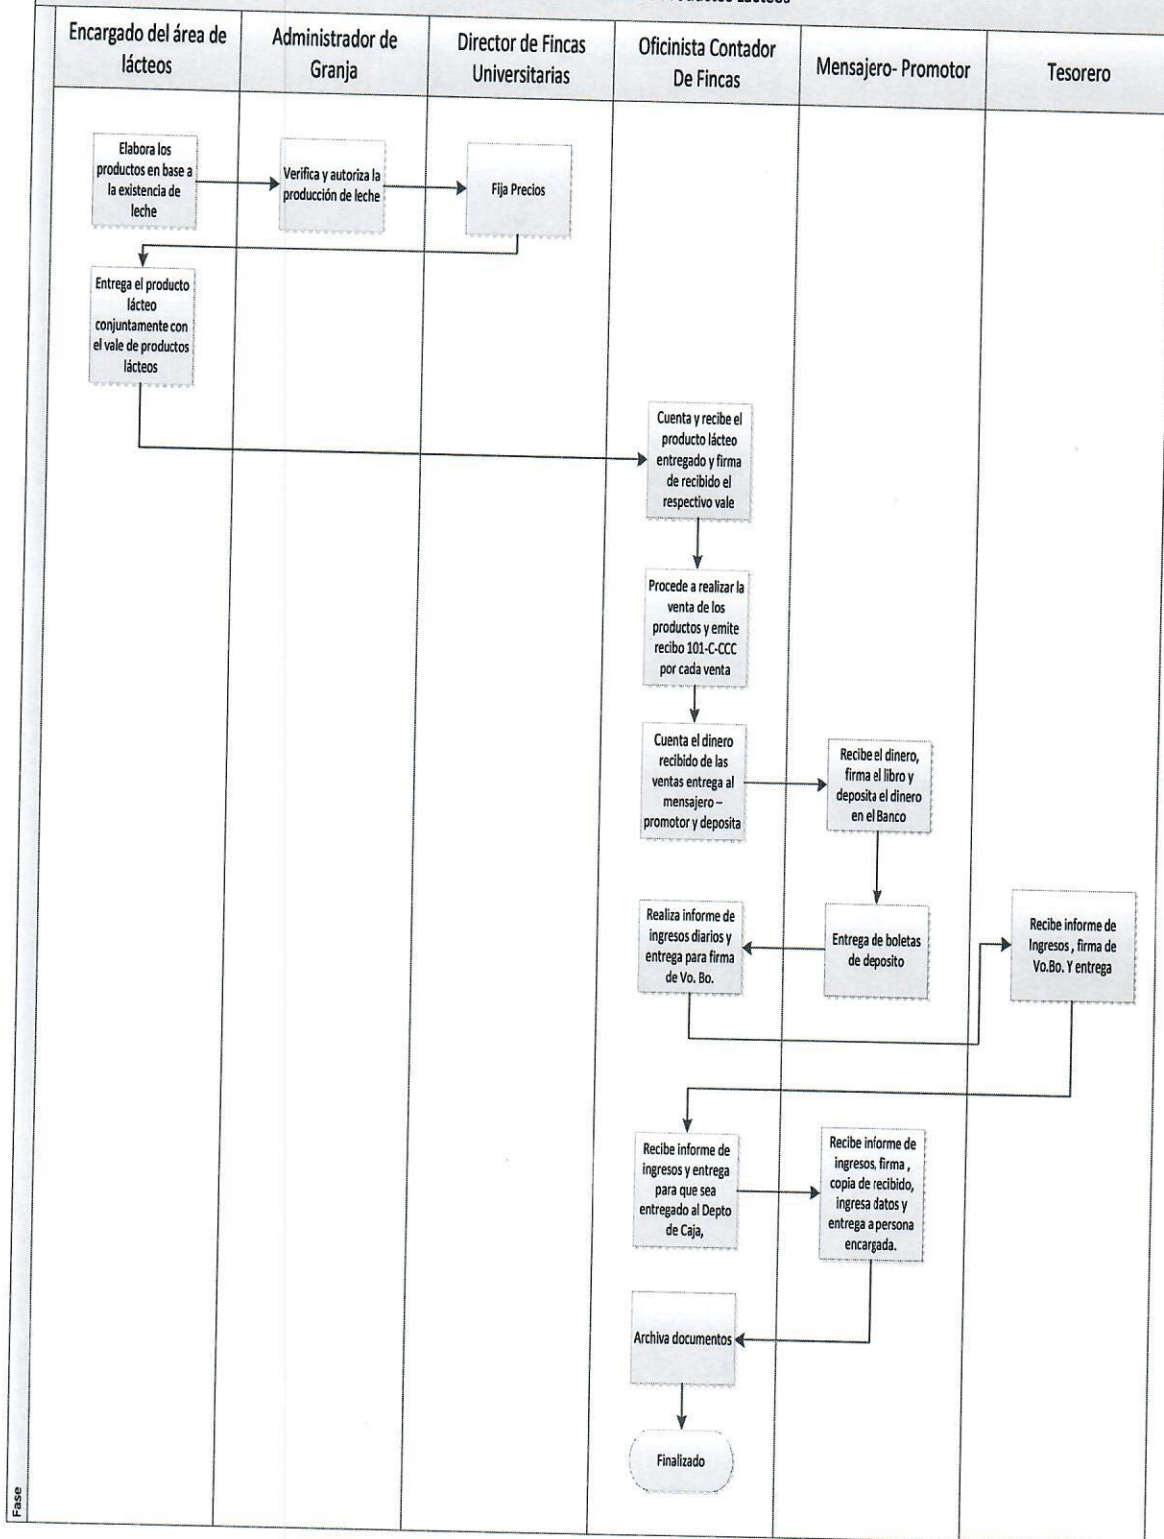 Productos Lácteos
Encargado del área de
lácteos
Administrador de
Granja
Director de Fincas
Universitarias
Oficinista Contador
De Fincas
Mensajero- Promotor
Tesorero
Elabora los
productos en base a
la existencia de
leche
Verifica y autoriza la
producción de leche
Fija Precios
Entrega el producto
lácteo
conjuntamente con
el vale de productos
lácteos
Cuenta y recibe el
producto lácteo
entregado y firma
de recibido el
respectivo vale
Procede a realizar la
venta de los
productos y emite
recibo 101-C-CCC
por cada venta
Cuenta el dinero
recibido de las
ventas entrega al
mensajero –
promotor y deposita
Recibe el dinero,
firma el libro y
deposita el dinero
en el Banco
Entrega de boletas
de deposito
Realiza informe de
ingresos diarios y
entrega para firma
de Vo. Bo.
Recibe informe de
Ingresos , firma de
Vo.Bo. Y entrega
Recibe informe de
ingresos y entrega
para que sea
entregado al Depto
de Caja,
Recibe informe de
ingresos, firma ,
copia de recibido,
ingresa datos y
entrega a persona
encargada.
Archiva documentos
Finalizado
Fase